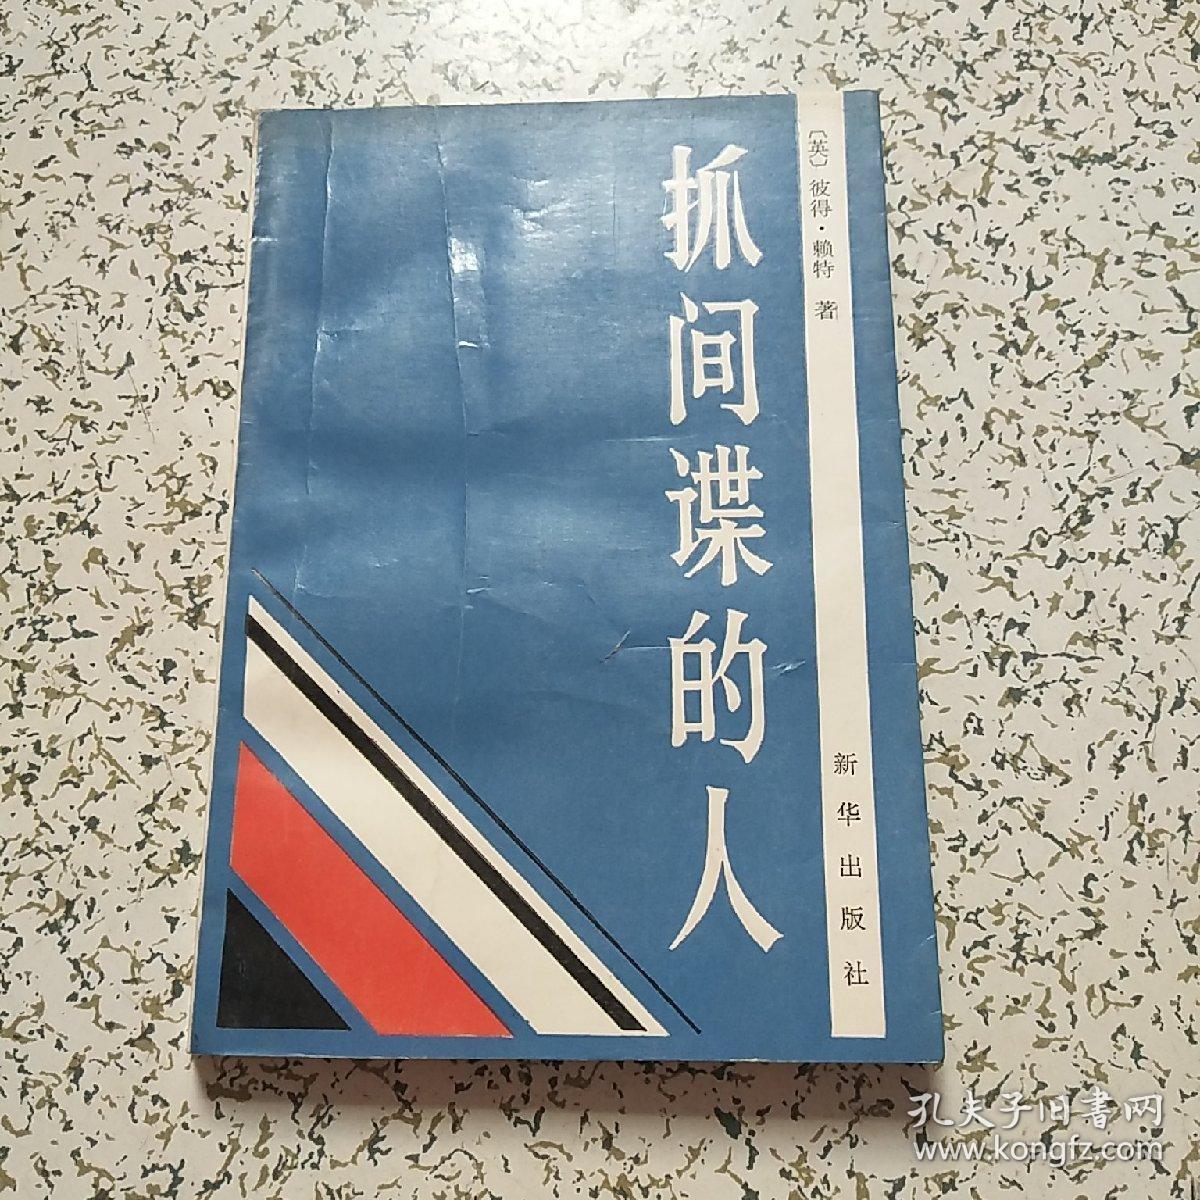 〔英〕彼得·赖特 著
抓间谍的人
新华出版社
孔夫子旧書网
www.kongfz.com